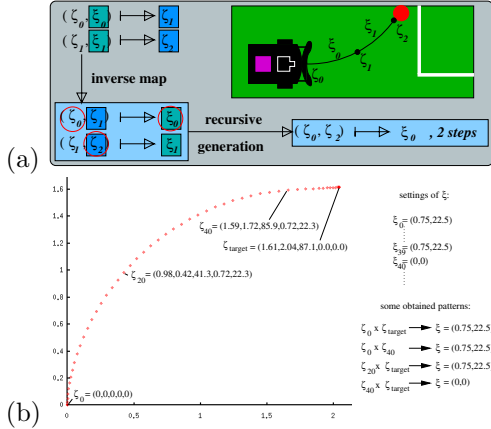 (ζ₀, ξ₀) ζ₁
(ζ₁, ξ₁) ζ₂
inverse map
(ζ₀, ζ₁) ξ₀
(ζ₁ ζ₂) ξ₁
recursive
generation
(ζ₀, ζ₂) ξ₀ , 2 steps
ζ₀ ξ₀ ζ₁ ξ₁ ζ₂
(a)
1.6
1.4
1.2
1
0.8
0.6
0.4
0.2
0
0 0.5 1 1.5 2
ζ₄₀ = (1.59,1.72,85.9,0.72,22.3)
ζtarget = (1.61,2.04,87.1,0.0,0.0)
ζ₂₀ = (0.98,0.42,41.3,0.72,22.3)
ζ₀ = (0,0,0,0,0)
settings of ξ:
ξ₀ = (0.75,22.5)
ξ₃₉ = (0.75,22.5)
ξ₄₀ = (0,0)
some obtained patterns:
ζ₀ x ζtarget ξ = (0.75,22.5)
ζ₀ x ζ₄₀ ξ = (0.75,22.5)
ζ₂₀ x ζtarget ξ = (0.75,22.5)
ζ₄₀ x ζtarget ξ = (0,0)
(b)